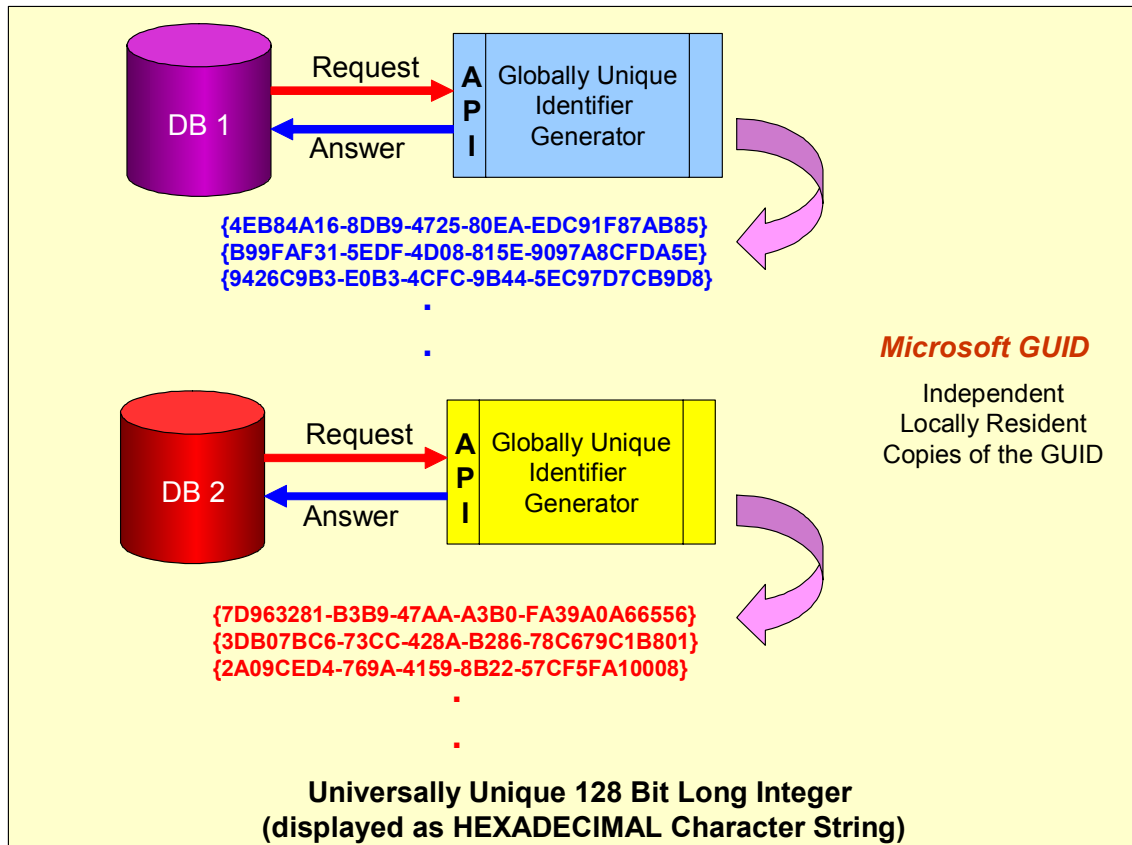 DB 1
Request
Answer
API
Globally Unique
Identifier
Generator
{4EB84A16-8DB9-4725-80EA-EDC91F87AB85}
{B99FAF31-5EDF-4D08-815E-9097A8CFDA5E}
{9426C9B3-E0B3-4CFC-9B44-5EC97D7CB9D8}
.
.
Microsoft GUID
Independent
Locally Resident
Copies of the GUID
DB 2
Request
Answer
API
Globally Unique
Identifier
Generator
{7D963281-B3B9-47AA-A3B0-FA39A0A66556}
{3DB07BC6-73CC-428A-B286-78C679C1B801}
{2A09CED4-769A-4159-8B22-57CF5FA10008}
.
.
Universally Unique 128 Bit Long Integer
(displayed as HEXADECIMAL Character String)